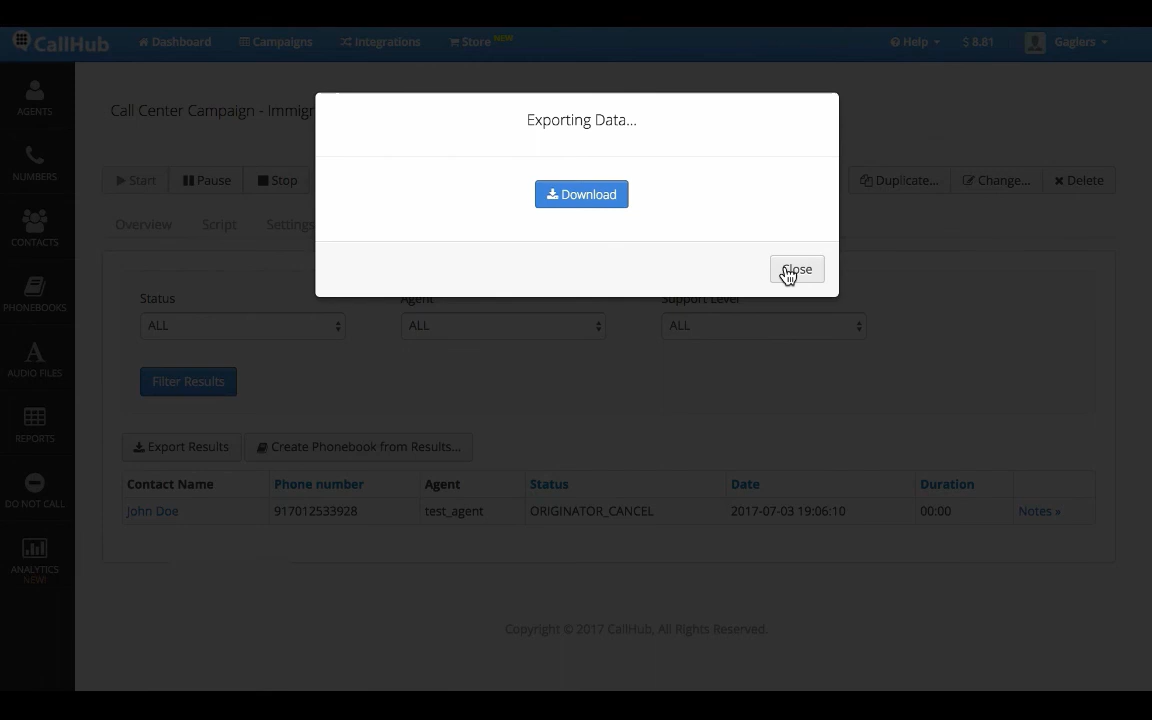 CallHub
Dashboard
Campaigns
Integrations
Store NEW
Help
$ 8.81
Gaglers
AGENTS
NUMBERS
CONTACTS
PHONEBOOKS
AUDIO FILES
REPORTS
DO NOT CALL
ANALYTICS
NEW!
Call Center Campaign - Immigr
Exporting Data...
Download
Close
Start
Pause
Stop
Duplicate...
Change...
Delete
Overview
Script
Settings
Status
Agent
Support Level
ALL
ALL
ALL
Filter Results
Export Results
Create Phonebook from Results...
Contact Name Phone number Agent Status Date Duration
John Doe 917012533928 test_agent ORIGINATOR_CANCEL 2017-07-03 19:06:10 00:00 Notes »
Copyright © 2017 CallHub, All Rights Reserved.